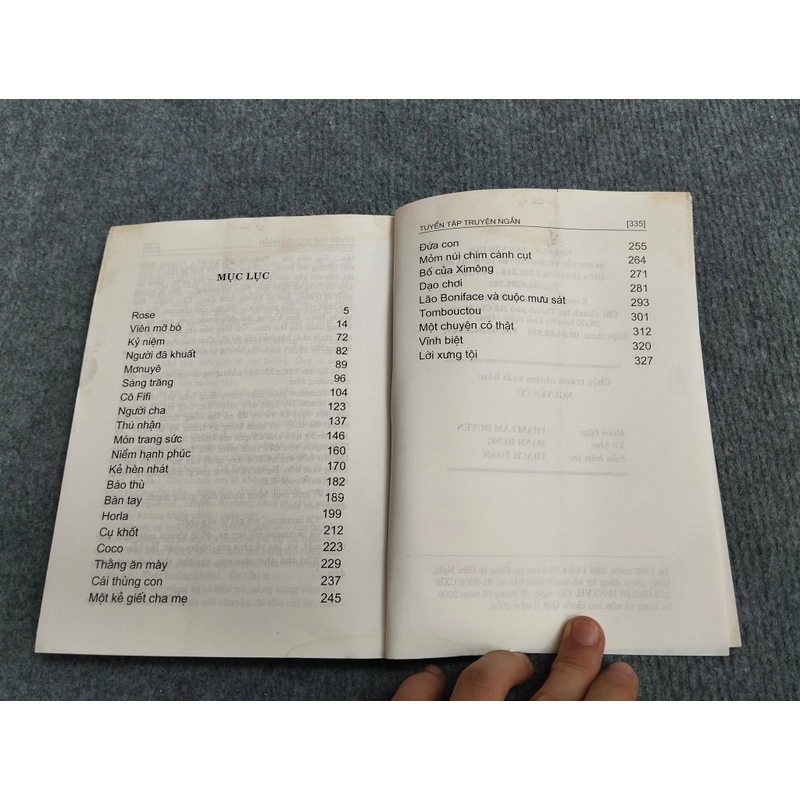 MỤC LỤC
Rose 5
Viên mỡ bò 14
Kỷ niệm 72
Người đã khuất 82
Mơnuyê 89
Sáng trăng 96
Cô Fifi 104
Người cha 123
Thú nhận 137
Món trang sức 146
Niềm hạnh phúc 160
Kẻ hèn nhát 170
Báo thù 182
Bàn tay 189
Horla 199
Cụ khốt 212
Coco 223
Thằng ăn mày 229
Cái thùng con 237
Một kẻ giết cha mẹ 245
TUYỂN TẬP TRUYỆN NGẮN [335]
Đứa con 255
Mỏm núi chim cánh cụt 264
Bố của Ximông 271
Dạo chơi 281
Lão Boniface và cuộc mưu sát 293
Tombouctou 301
Một chuyện có thật 312
Vĩnh biệt 320
Lời xưng tội 327